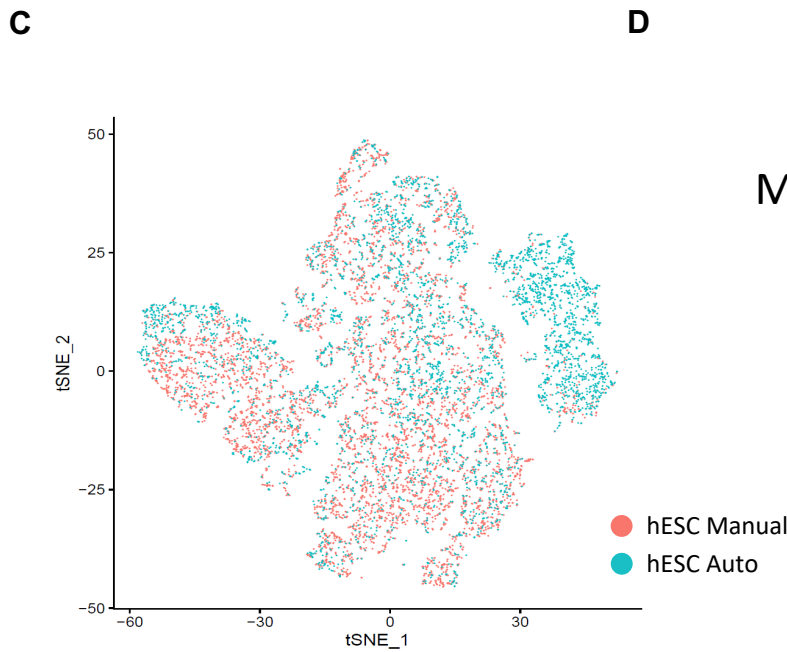 C
D
M
50
25
0
−25
−50
tSNE_2
−60
−30
0
30
tSNE_1
hESC Manual
hESC Auto